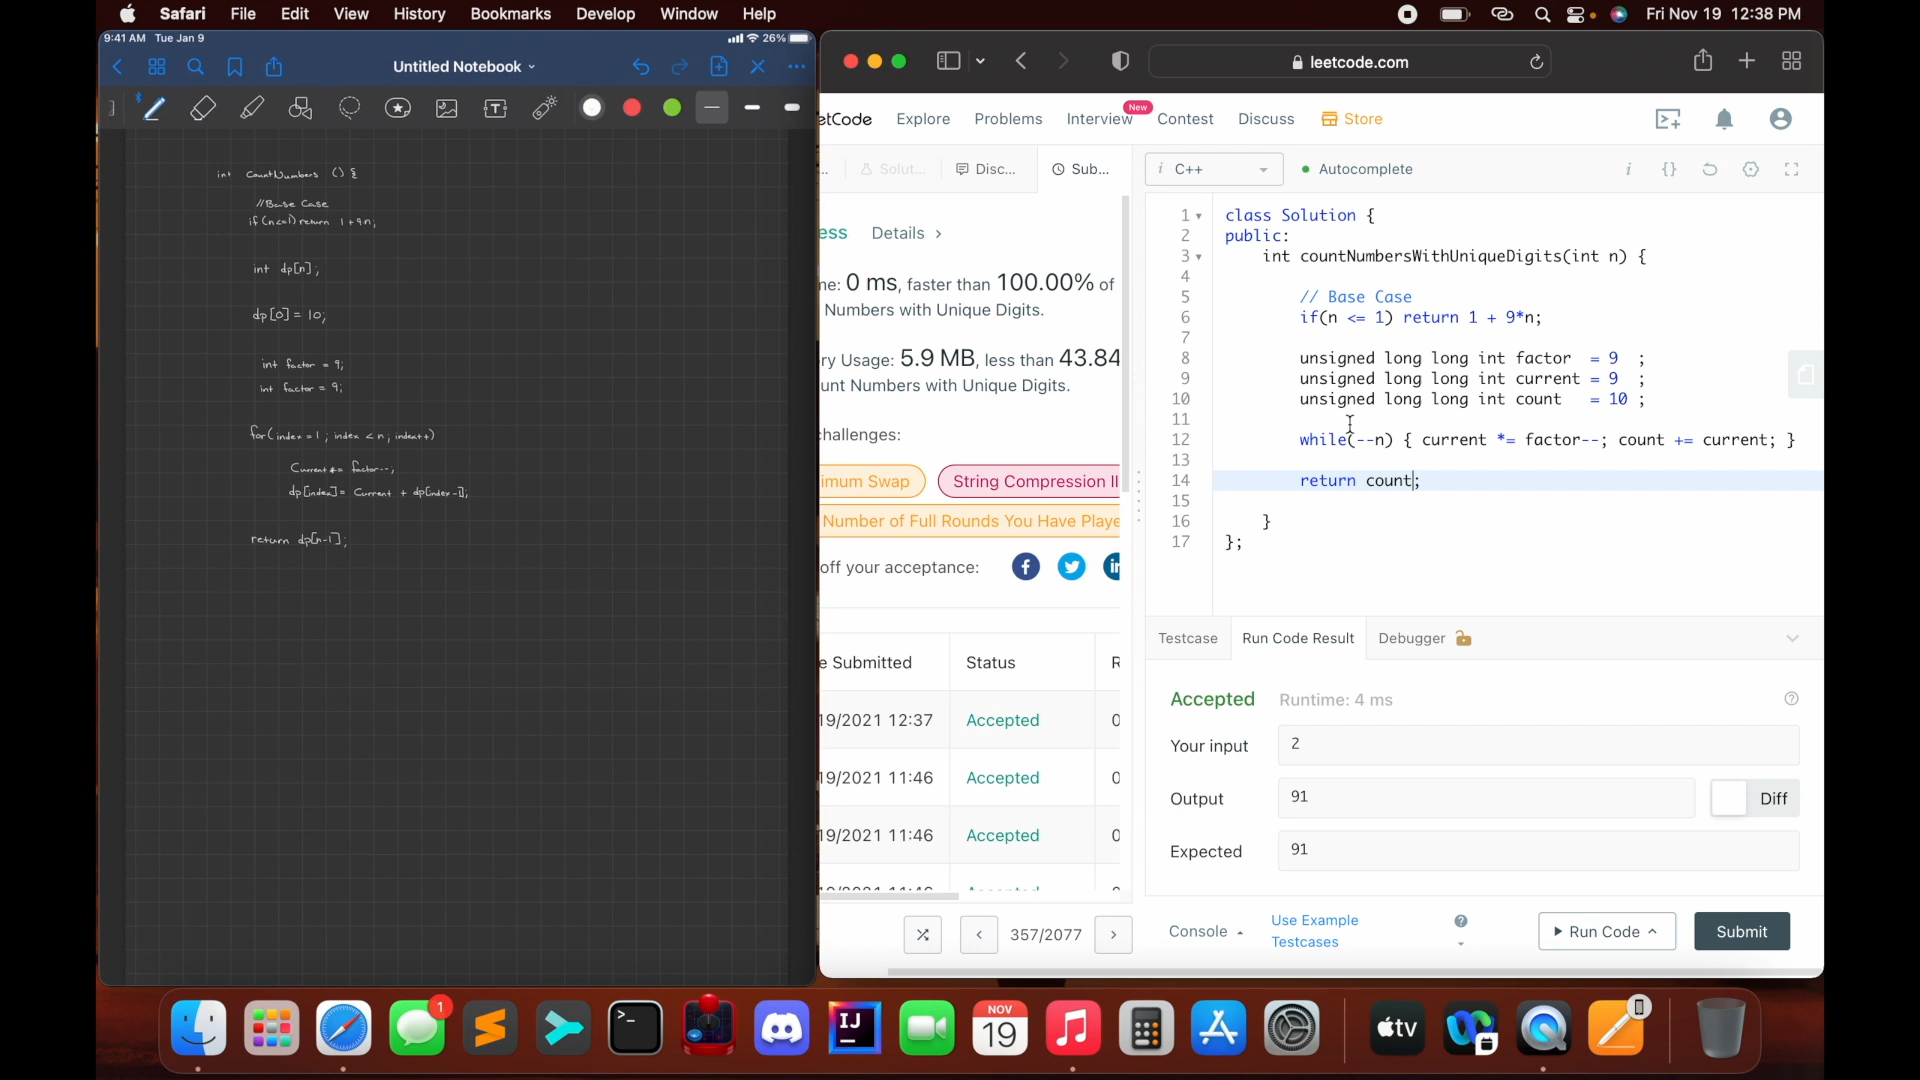 Safari File Edit View History Bookmarks Develop Window Help Fri Nov 19 12:38 PM
9:41 AM Tue Jan 9
26%
Untitled Notebook
int CountNumbers () {
//Base Case
if (n<=1) return 1+9n;
int dp[n];
dp[0] = 10;
int factor = 9;
int factor = 9;
for (index = 1; index < n; index++)
Current *= factor--;
dp[index] = Current + dp[index-1];
return dp[n-1];
leetcode.com
etCode Explore Problems Interview New Contest Discuss Store
Solut... Disc... Sub...
ess Details >
me: 0 ms, faster than 100.00% of
Numbers with Unique Digits.
ry Usage: 5.9 MB, less than 43.84
unt Numbers with Unique Digits.
challenges:
imum Swap String Compression II
Number of Full Rounds You Have Playe
off your acceptance:
e Submitted Status R
19/2021 12:37 Accepted 0
19/2021 11:46 Accepted 0
19/2021 11:46 Accepted 0
357/2077
i C++ Autocomplete
1 class Solution {
2 public:
3 int countNumbersWithUniqueDigits(int n) {
4
5 // Base Case
6 if(n <= 1) return 1 + 9*n;
7
8 unsigned long long int factor = 9 ;
9 unsigned long long int current = 9 ;
10 unsigned long long int count = 10 ;
11
12 while(--n) { current *= factor--; count += current; }
13
14 return count;
15
16 }
17 };
Testcase Run Code Result Debugger
Accepted Runtime: 4 ms
Your input 2
Output 91 Diff
Expected 91
Console Use Example
Testcases
Run Code Submit
1
IJ
NOV
19
tv